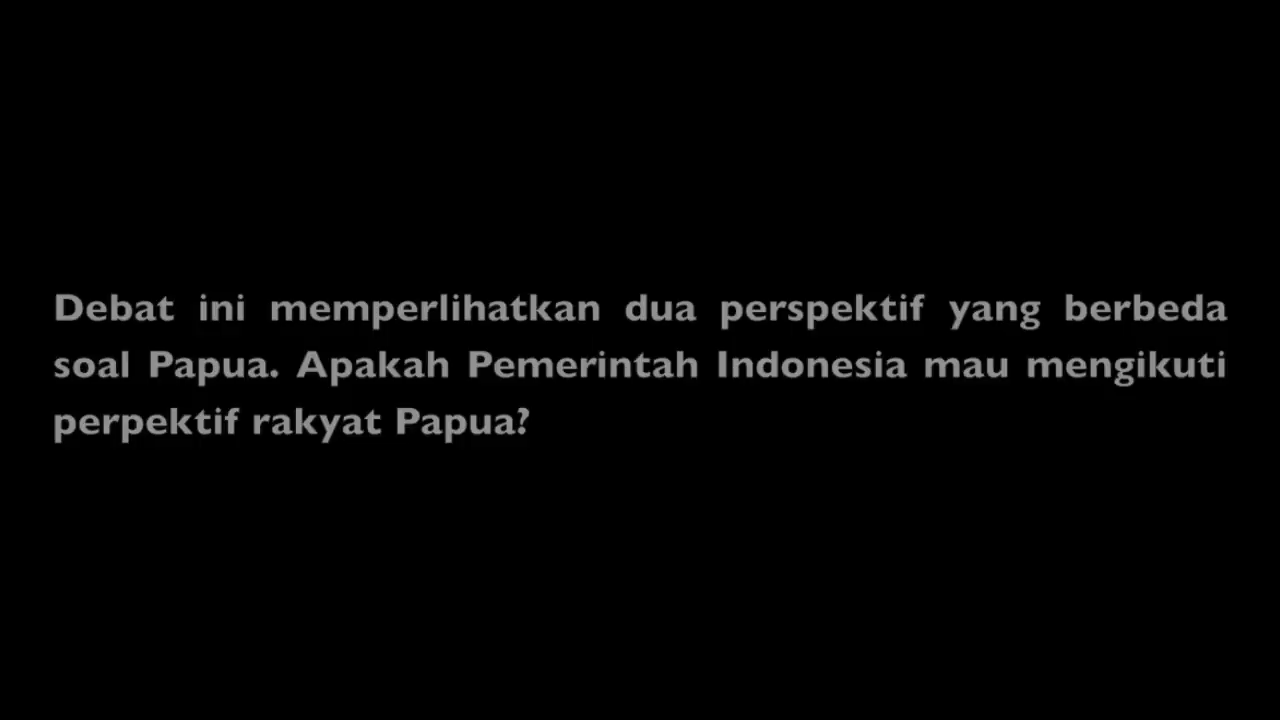 Debat ini memperlihatkan dua perspektif yang berbeda
soal Papua. Apakah Pemerintah Indonesia mau mengikuti
perpektif rakyat Papua?